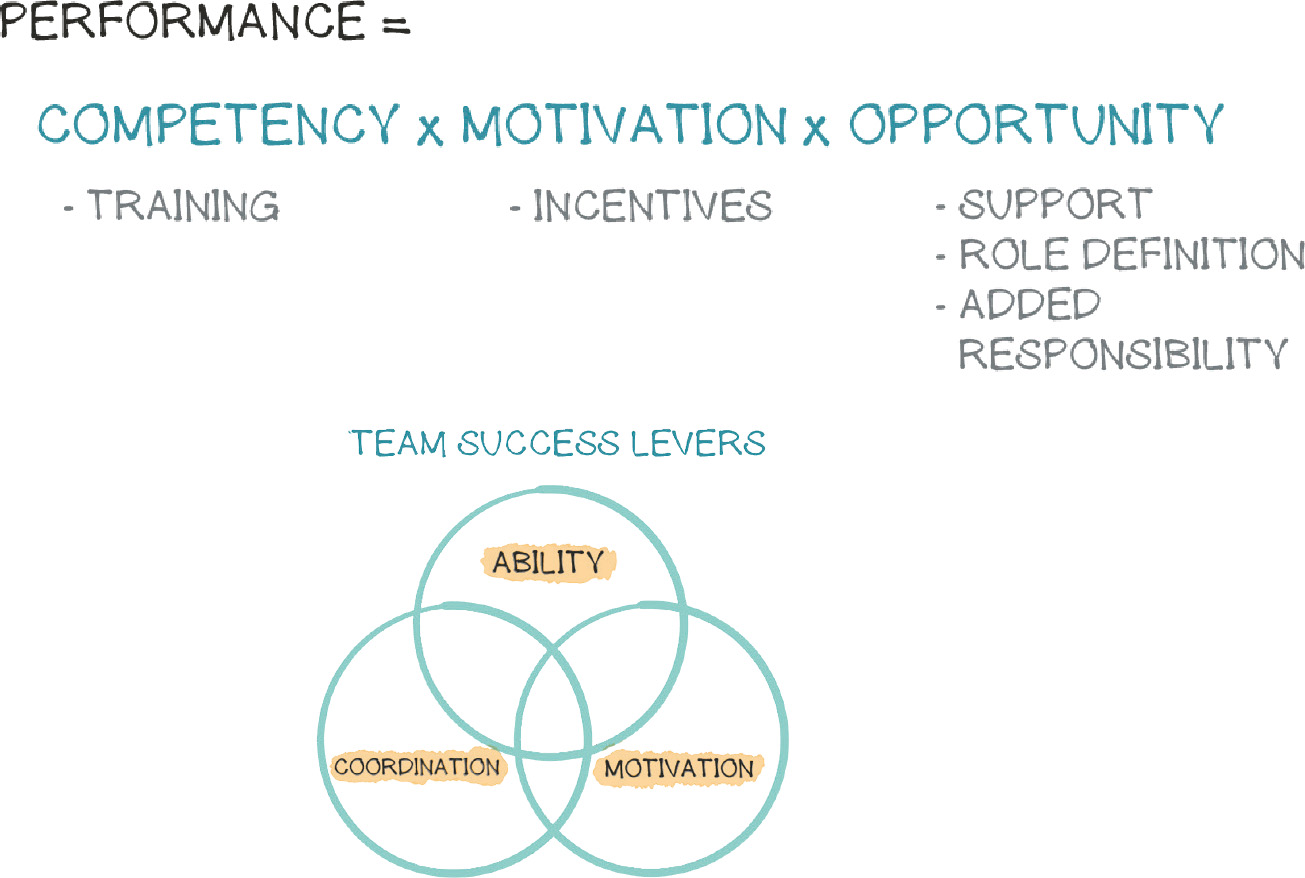 PERFORMANCE =
COMPETENCY x MOTIVATION x OPPORTUNITY
- TRAINING
- INCENTIVES
- SUPPORT
- ROLE DEFINITION
- ADDED
RESPONSIBILITY
TEAM SUCCESS LEVERS
ABILITY
COORDINATION
MOTIVATION